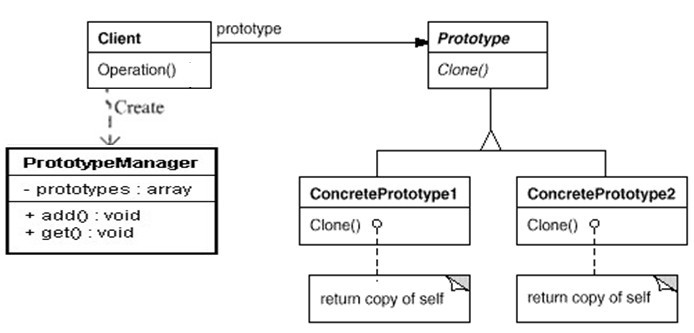 Client
Operation()
prototype
Prototype
Clone()
Create
PrototypeManager
- prototypes : array
+ add() : void
+ get() : void
ConcretePrototype1
Clone()
return copy of self
ConcretePrototype2
Clone()
return copy of self